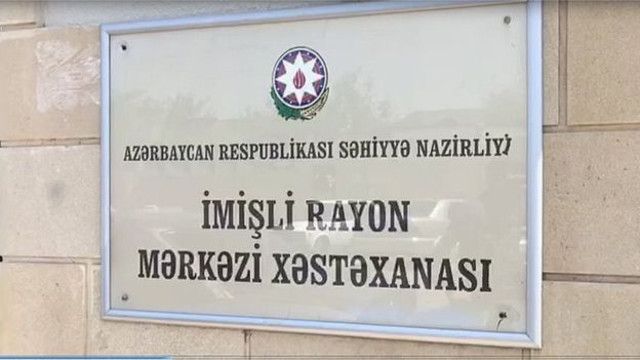 AZƏRBAYCAN RESPUBLİKASI SƏHİYYƏ NAZİRLİYİ
İMİŞLİ RAYON
MƏRKƏZİ XƏSTƏXANASI